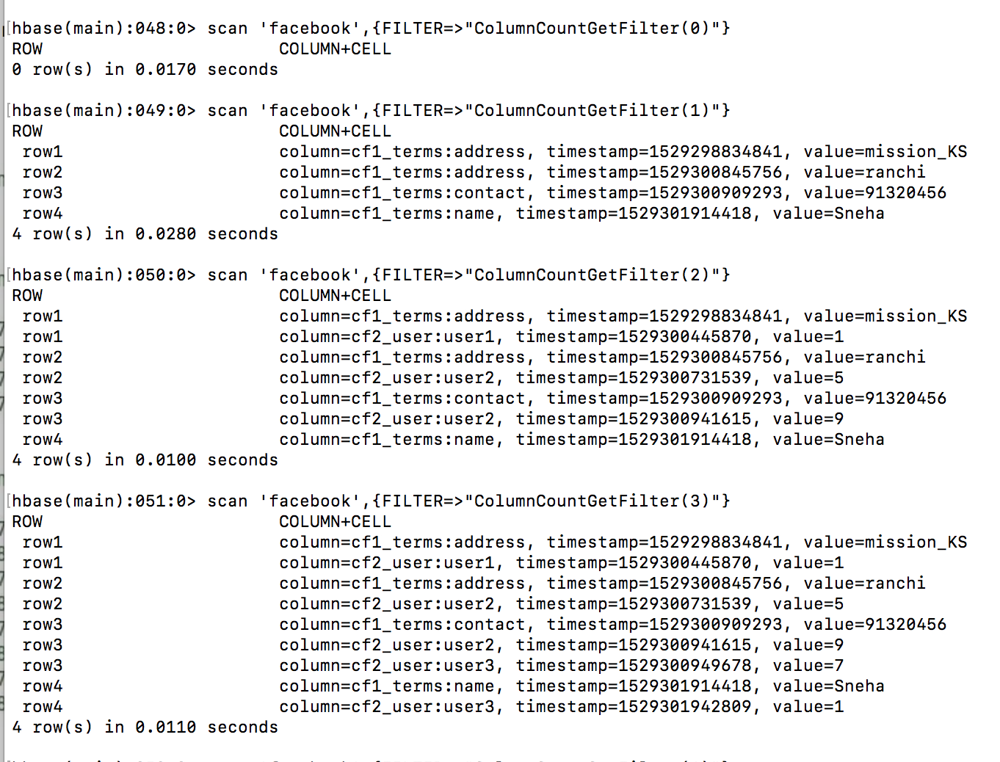 hbase(main):048:0> scan 'facebook',{FILTER=>"ColumnCountGetFilter(0)"}
ROW COLUMN+CELL
0 row(s) in 0.0170 seconds
hbase(main):049:0> scan 'facebook',{FILTER=>"ColumnCountGetFilter(1)"}
ROW COLUMN+CELL
row1 column=cf1_terms:address, timestamp=1529298834841, value=mission_KS
row2 column=cf1_terms:address, timestamp=1529300845756, value=ranchi
row3 column=cf1_terms:contact, timestamp=1529300909293, value=91320456
row4 column=cf1_terms:name, timestamp=1529301914418, value=Sneha
4 row(s) in 0.0280 seconds
hbase(main):050:0> scan 'facebook',{FILTER=>"ColumnCountGetFilter(2)"}
ROW COLUMN+CELL
row1 column=cf1_terms:address, timestamp=1529298834841, value=mission_KS
row1 column=cf2_user:user1, timestamp=1529300445870, value=1
row2 column=cf1_terms:address, timestamp=1529300845756, value=ranchi
row2 column=cf2_user:user2, timestamp=1529300731539, value=5
row3 column=cf1_terms:contact, timestamp=1529300909293, value=91320456
row3 column=cf2_user:user2, timestamp=1529300941615, value=9
row4 column=cf1_terms:name, timestamp=1529301914418, value=Sneha
4 row(s) in 0.0100 seconds
hbase(main):051:0> scan 'facebook',{FILTER=>"ColumnCountGetFilter(3)"}
ROW COLUMN+CELL
row1 column=cf1_terms:address, timestamp=1529298834841, value=mission_KS
row1 column=cf2_user:user1, timestamp=1529300445870, value=1
row2 column=cf1_terms:address, timestamp=1529300845756, value=ranchi
row2 column=cf2_user:user2, timestamp=1529300731539, value=5
row3 column=cf1_terms:contact, timestamp=1529300909293, value=91320456
row3 column=cf2_user:user2, timestamp=1529300941615, value=9
row3 column=cf2_user:user3, timestamp=1529300949678, value=7
row4 column=cf1_terms:name, timestamp=1529301914418, value=Sneha
row4 column=cf2_user:user3, timestamp=1529301942809, value=1
4 row(s) in 0.0110 seconds